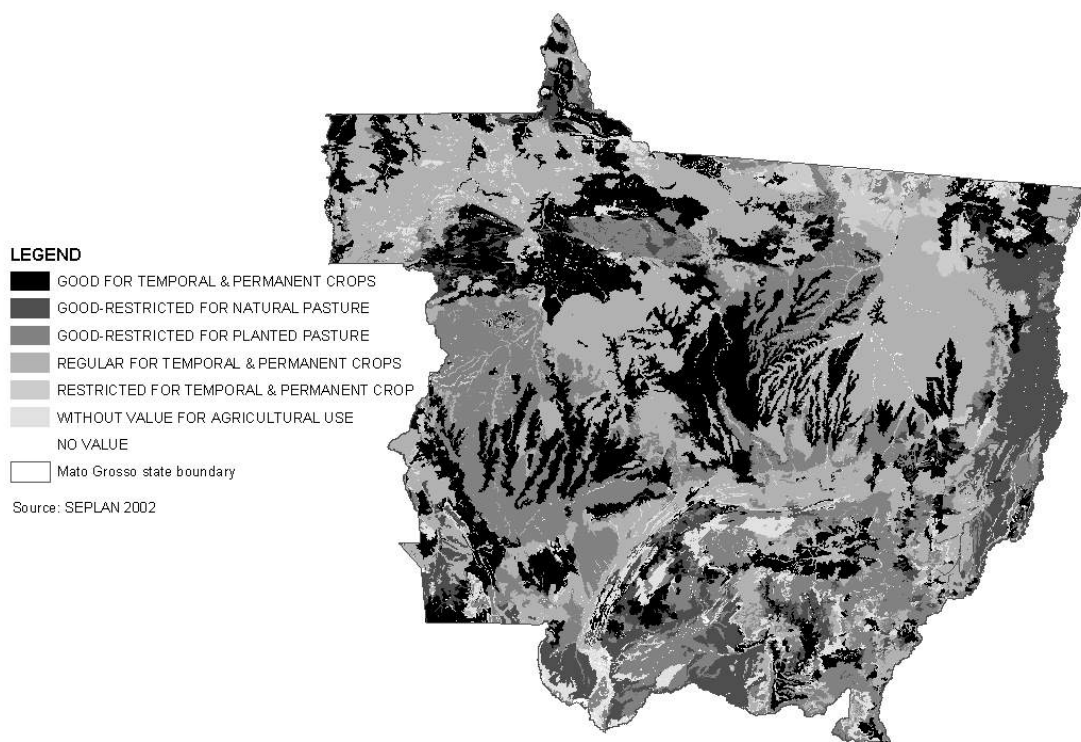 LEGEND
GOOD FOR TEMPORAL & PERMANENT CROPS
GOOD-RESTRICTED FOR NATURAL PASTURE
GOOD-RESTRICTED FOR PLANTED PASTURE
REGULAR FOR TEMPORAL & PERMANENT CROPS
RESTRICTED FOR TEMPORAL & PERMANENT CROP
WITHOUT VALUE FOR AGRICULTURAL USE
NO VALUE
Mato Grosso state boundary
Source: SEPLAN 2002